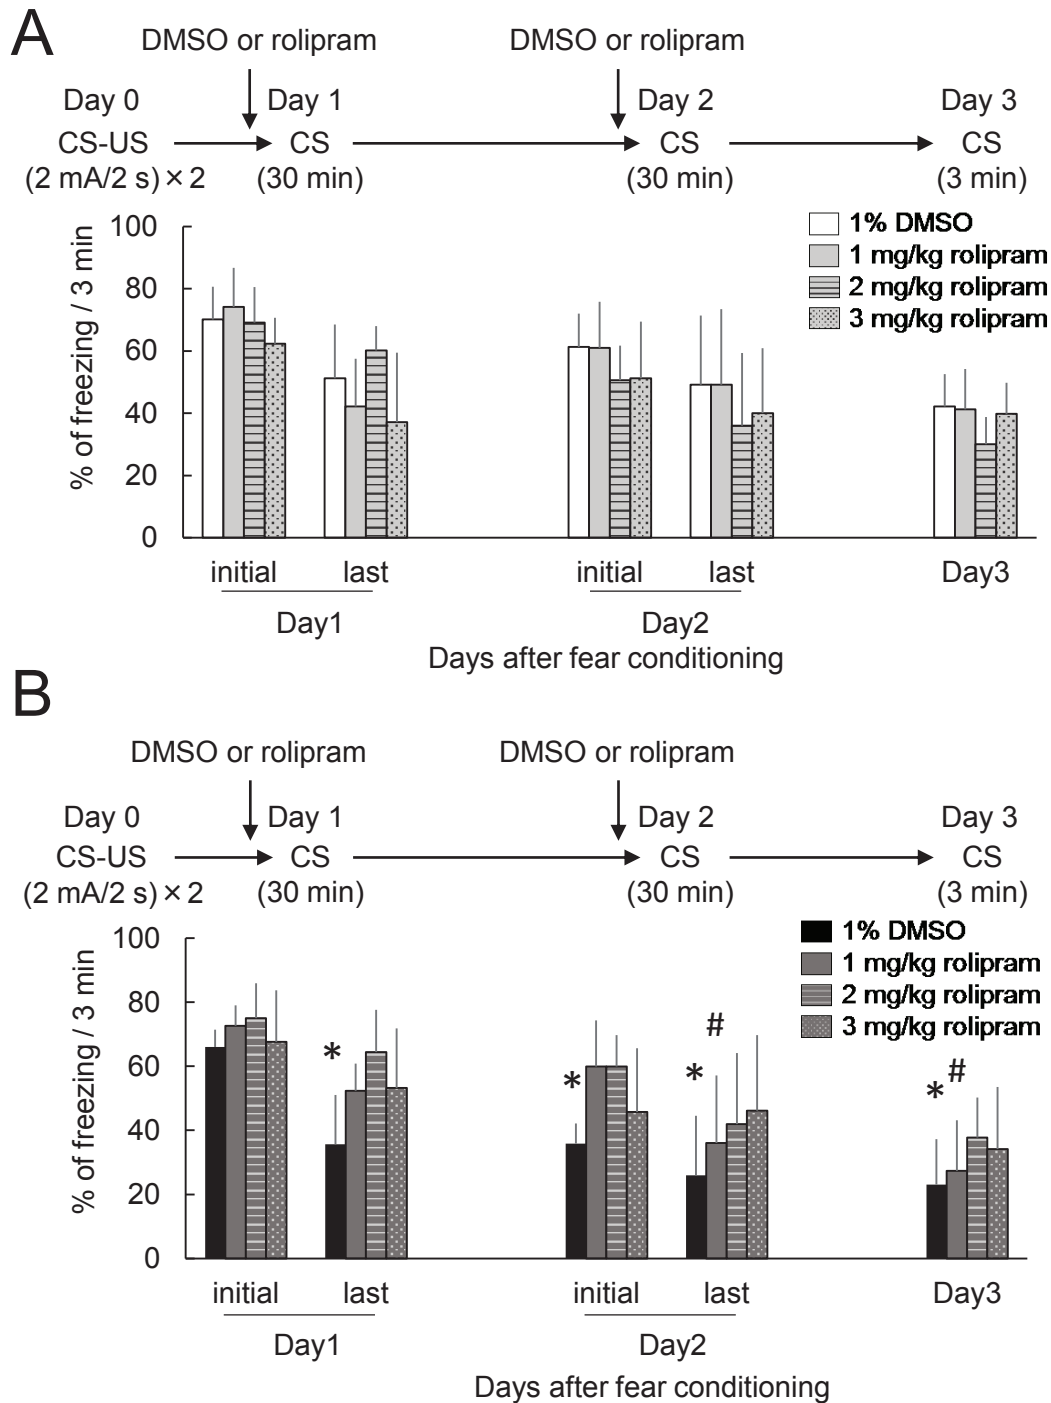 A
DMSO or rolipram
DMSO or rolipram
Day 0
Day 1
Day 2
Day 3
CS-US
CS
CS
CS
(2 mA/2 s)×2
(30 min)
(30 min)
(3 min)
1% DMSO
1 mg/kg rolipram
2 mg/kg rolipram
3 mg/kg rolipram
% of freezing / 3 min
100
80
60
40
20
0
initial
last
initial
last
Day3
Day1
Day2
Days after fear conditioning
B
DMSO or rolipram
DMSO or rolipram
Day 0
Day 1
Day 2
Day 3
CS-US
CS
CS
CS
(2 mA/2 s)×2
(30 min)
(30 min)
(3 min)
1% DMSO
1 mg/kg rolipram
2 mg/kg rolipram
3 mg/kg rolipram
% of freezing / 3 min
100
80
60
40
20
0
*
*
* #
* #
initial
last
initial
last
Day3
Day1
Day2
Days after fear conditioning